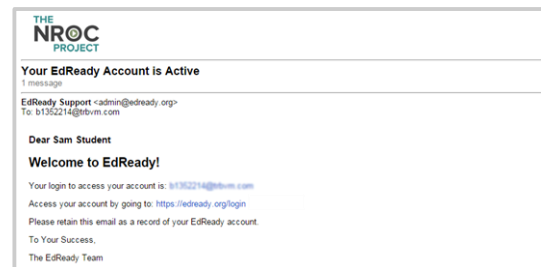 THE
NROC
PROJECT
Your EdReady Account is Active
1 message
EdReady Support <admin@edready.org>
To: b1352214@trbvm.com
Dear Sam Student
Welcome to EdReady!
Your login to access your account is: b1352214@trbvm.com
Access your account by going to: https://edready.org/login
Please retain this email as a record of your EdReady account.
To Your Success,
The EdReady Team